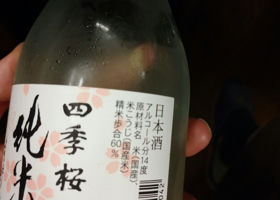 日本酒
アルコール分14度
原材料名 米(国産)、
米こうじ(国産米)
精米歩合60%
四季桜
純米